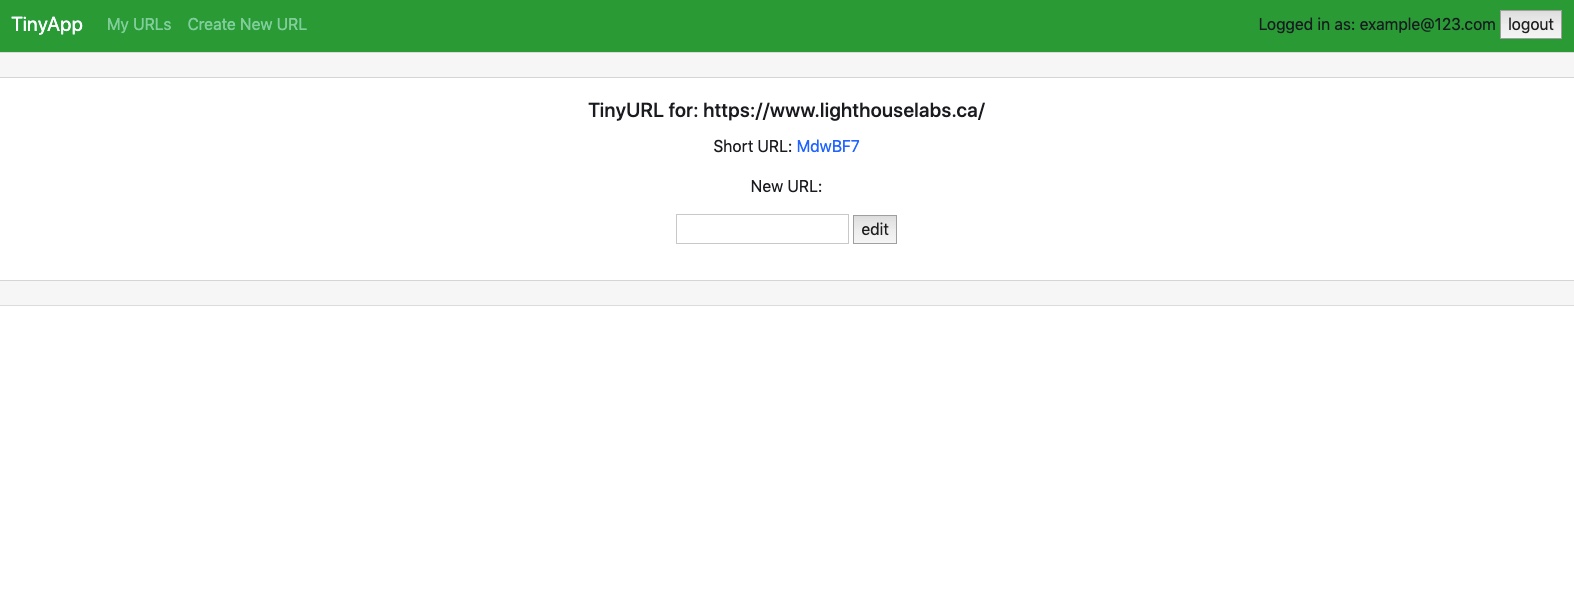 TinyApp My URLs Create New URL Logged in as: example@123.com logout
TinyURL for: https://www.lighthouselabs.ca/
Short URL: MdwBF7
New URL:
edit